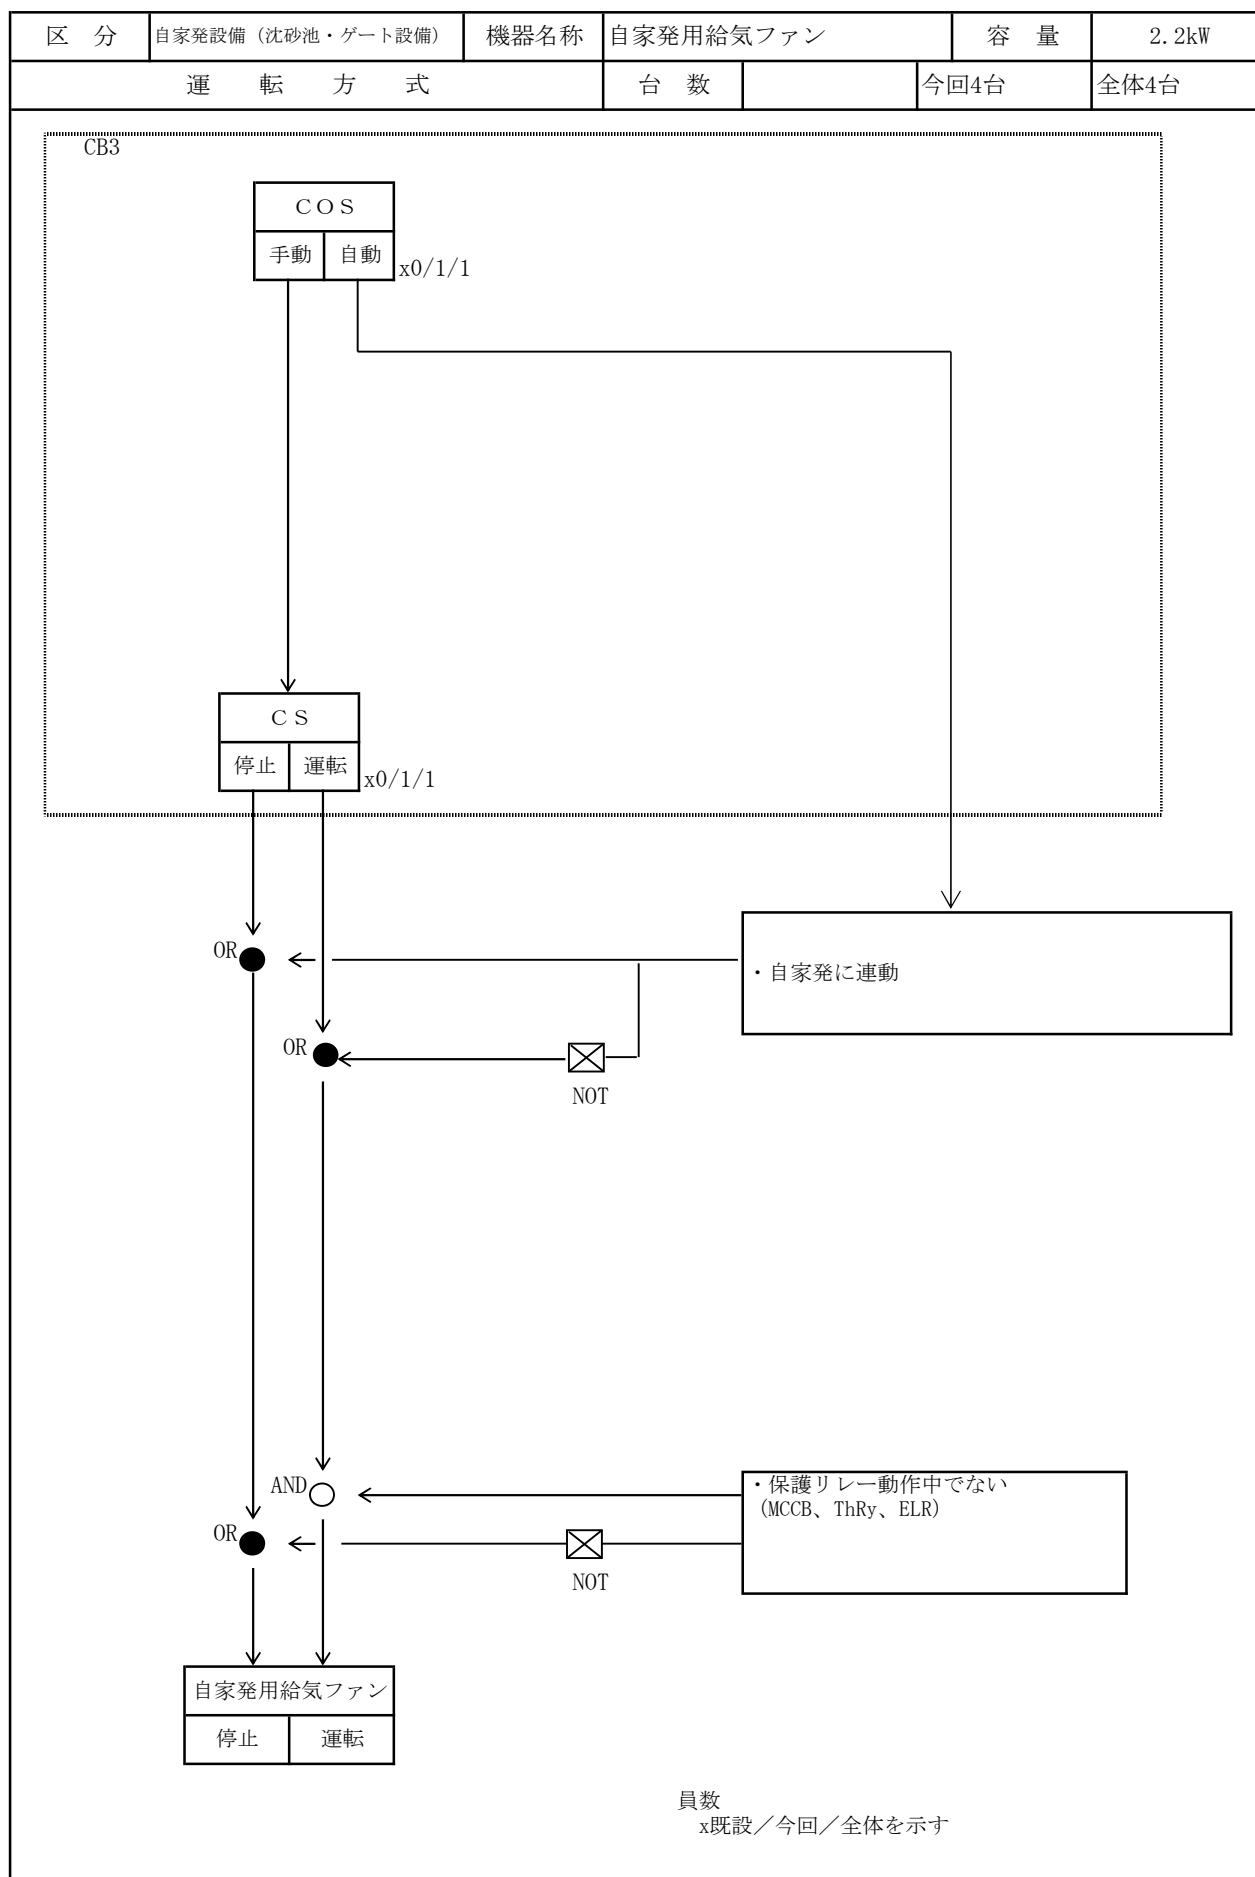 区 分 自家発設備（沈砂池・ゲート設備） 機器名称 自家発用給気ファン 容 量 2.2kW
運 転 方 式 台 数 今回4台 全体4台
CB3
ＣＯＳ
手動 自動 x0/1/1
ＣＳ
停止 運転 x0/1/1
OR
・自家発に連動
OR
NOT
AND
・保護リレー動作中でない
(MCCB、ThRy、ELR)
OR
NOT
自家発用給気ファン
停止 運転
員数
x既設／今回／全体を示す